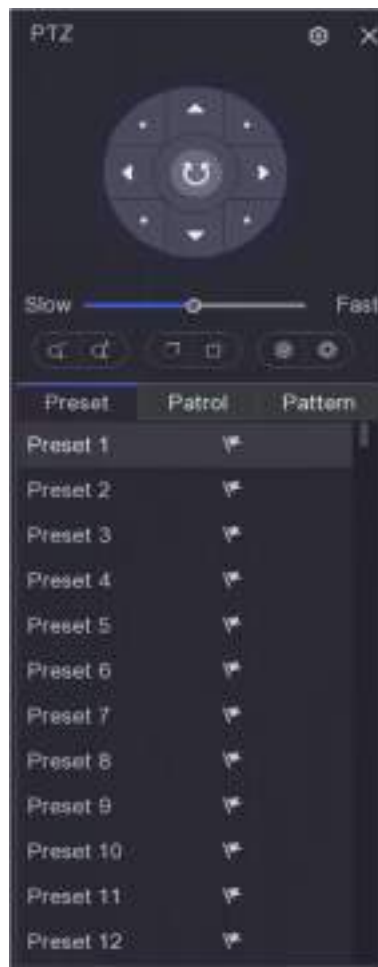 PTZ
Slow Fast
Preset Patrol Pattern
Preset 1
Preset 2
Preset 3
Preset 4
Preset 5
Preset 6
Preset 7
Preset 8
Preset 9
Preset 10
Preset 11
Preset 12